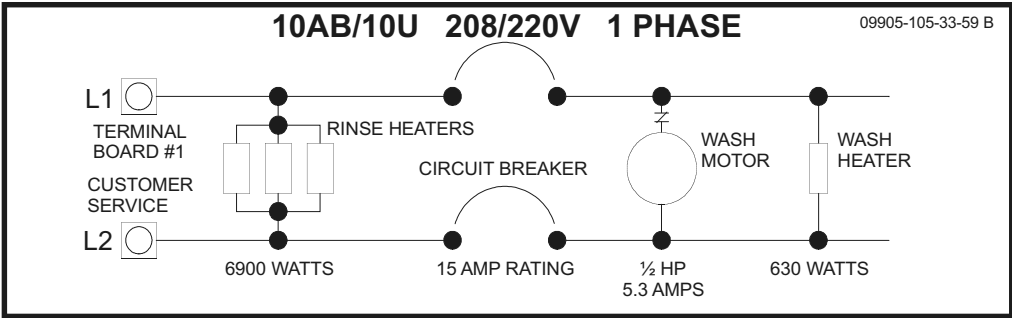 10AB/10U 208/220V 1 PHASE
09905-105-33-59 B
L1
TERMINAL
BOARD #1
CUSTOMER
SERVICE
L2
RINSE HEATERS
6900 WATTS
CIRCUIT BREAKER
15 AMP RATING
WASH
MOTOR
½ HP
5.3 AMPS
WASH
HEATER
630 WATTS